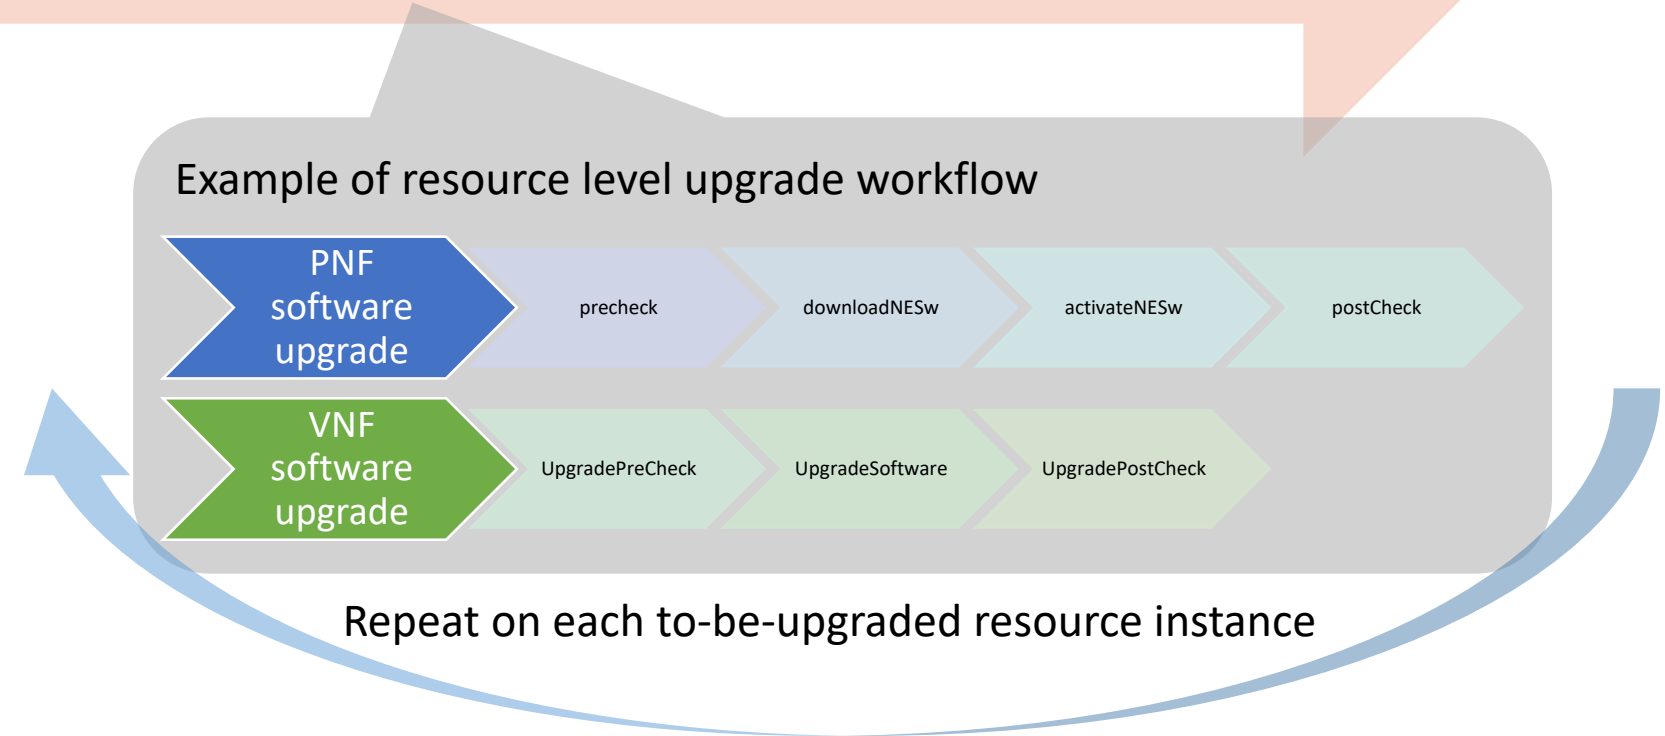 Example of resource level upgrade workflow
PNF
software
upgrade
precheck
downloadNESw
activateNESw
postCheck
VNF
software
upgrade
UpgradePreCheck
UpgradeSoftware
UpgradePostCheck
Repeat on each to-be-upgraded resource instance